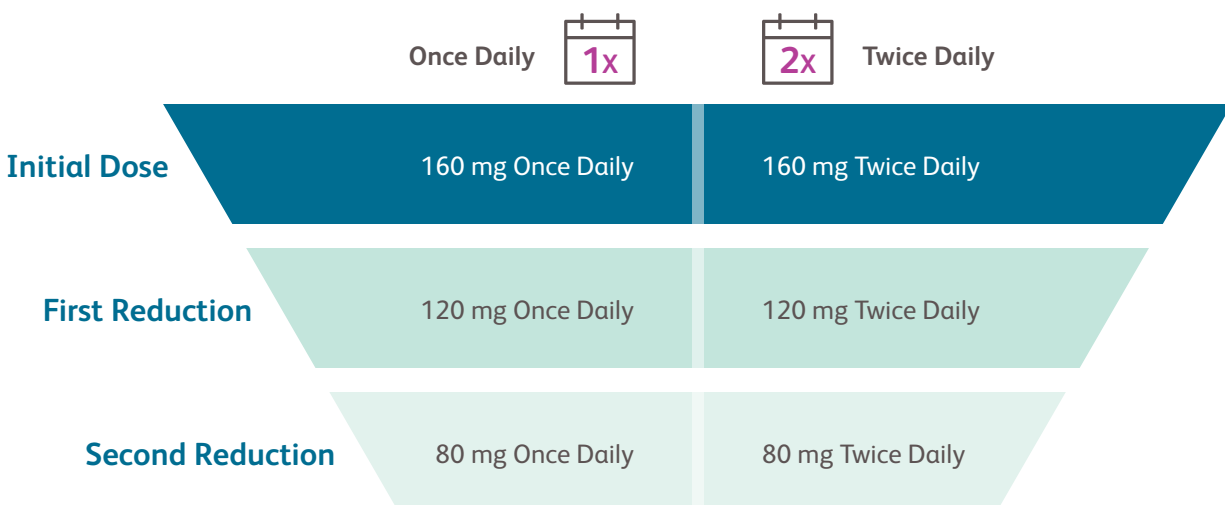 Once Daily 1x 2x Twice Daily
Initial Dose 160 mg Once Daily 160 mg Twice Daily
First Reduction 120 mg Once Daily 120 mg Twice Daily
Second Reduction 80 mg Once Daily 80 mg Twice Daily